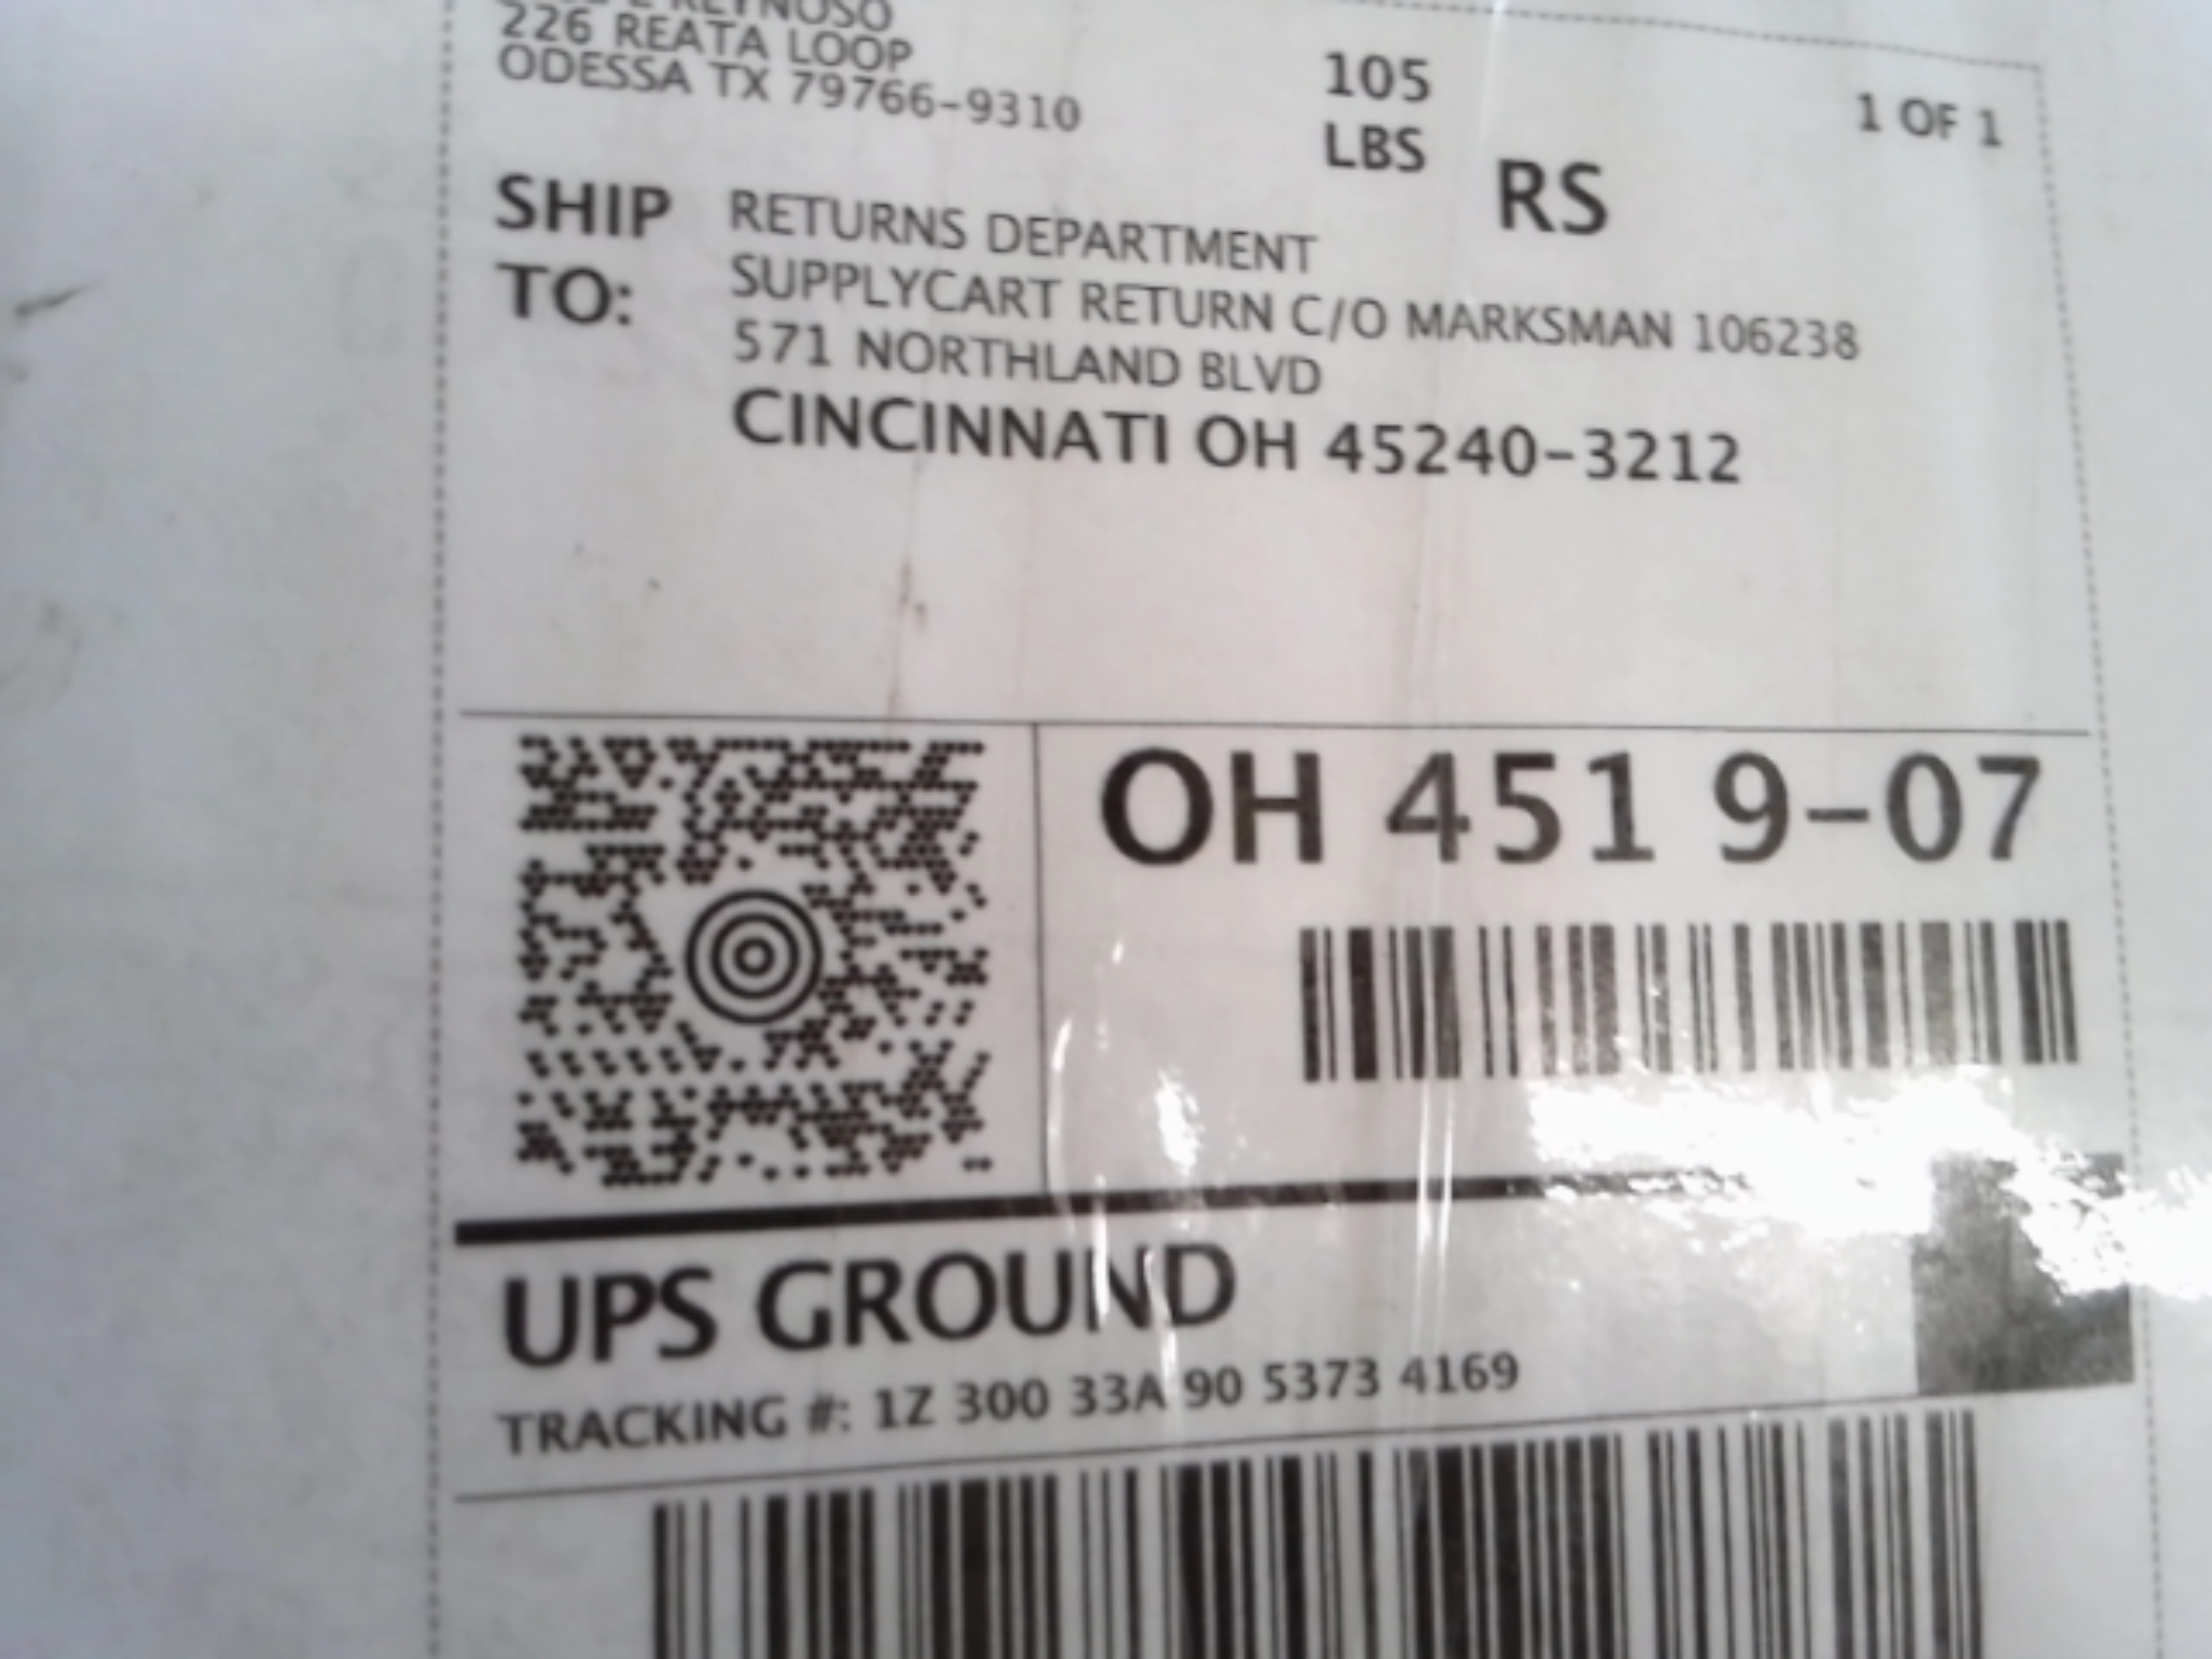 REYNOSO
226 REATA LOOP
ODESSA TX 79766-9310
105
LBS
RS
1 OF 1
SHIP
TO:
RETURNS DEPARTMENT
SUPPLYCART RETURN C/O MARKSMAN 106238
571 NORTHLAND BLVD
CINCINNATI OH 45240-3212
OH 451 9-07
UPS GROUND
TRACKING #: 1Z 300 33A 90 5373 4169